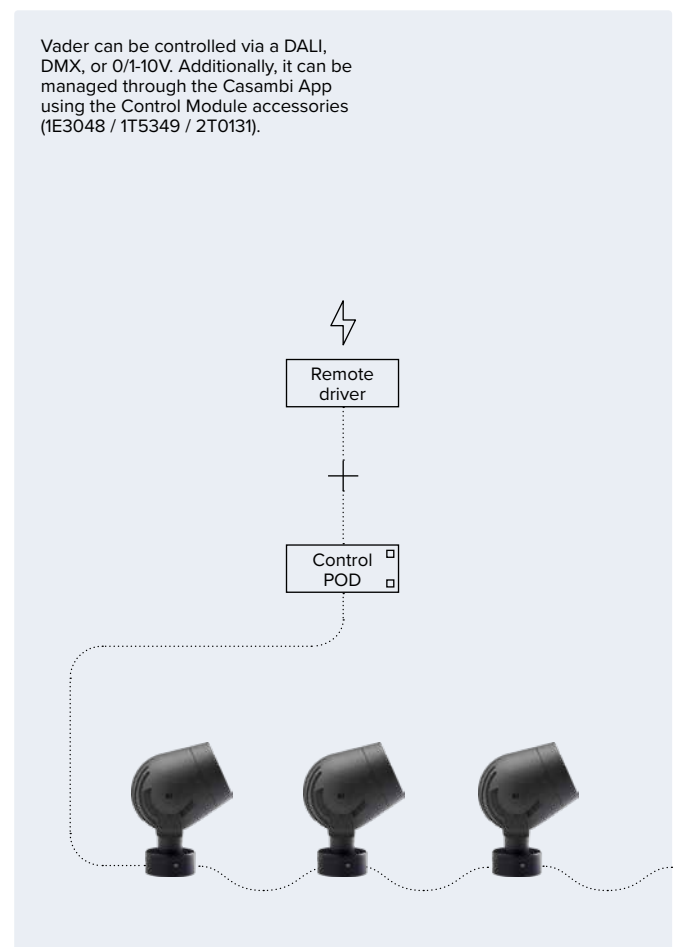 Vader can be controlled via a DALI,
DMX, or 0/1-10V. Additionally, it can be
managed through the Casambi App
using the Control Module accessories
(1E3048 / 1T5349 / 2T0131).
Remote
driver
Control
POD